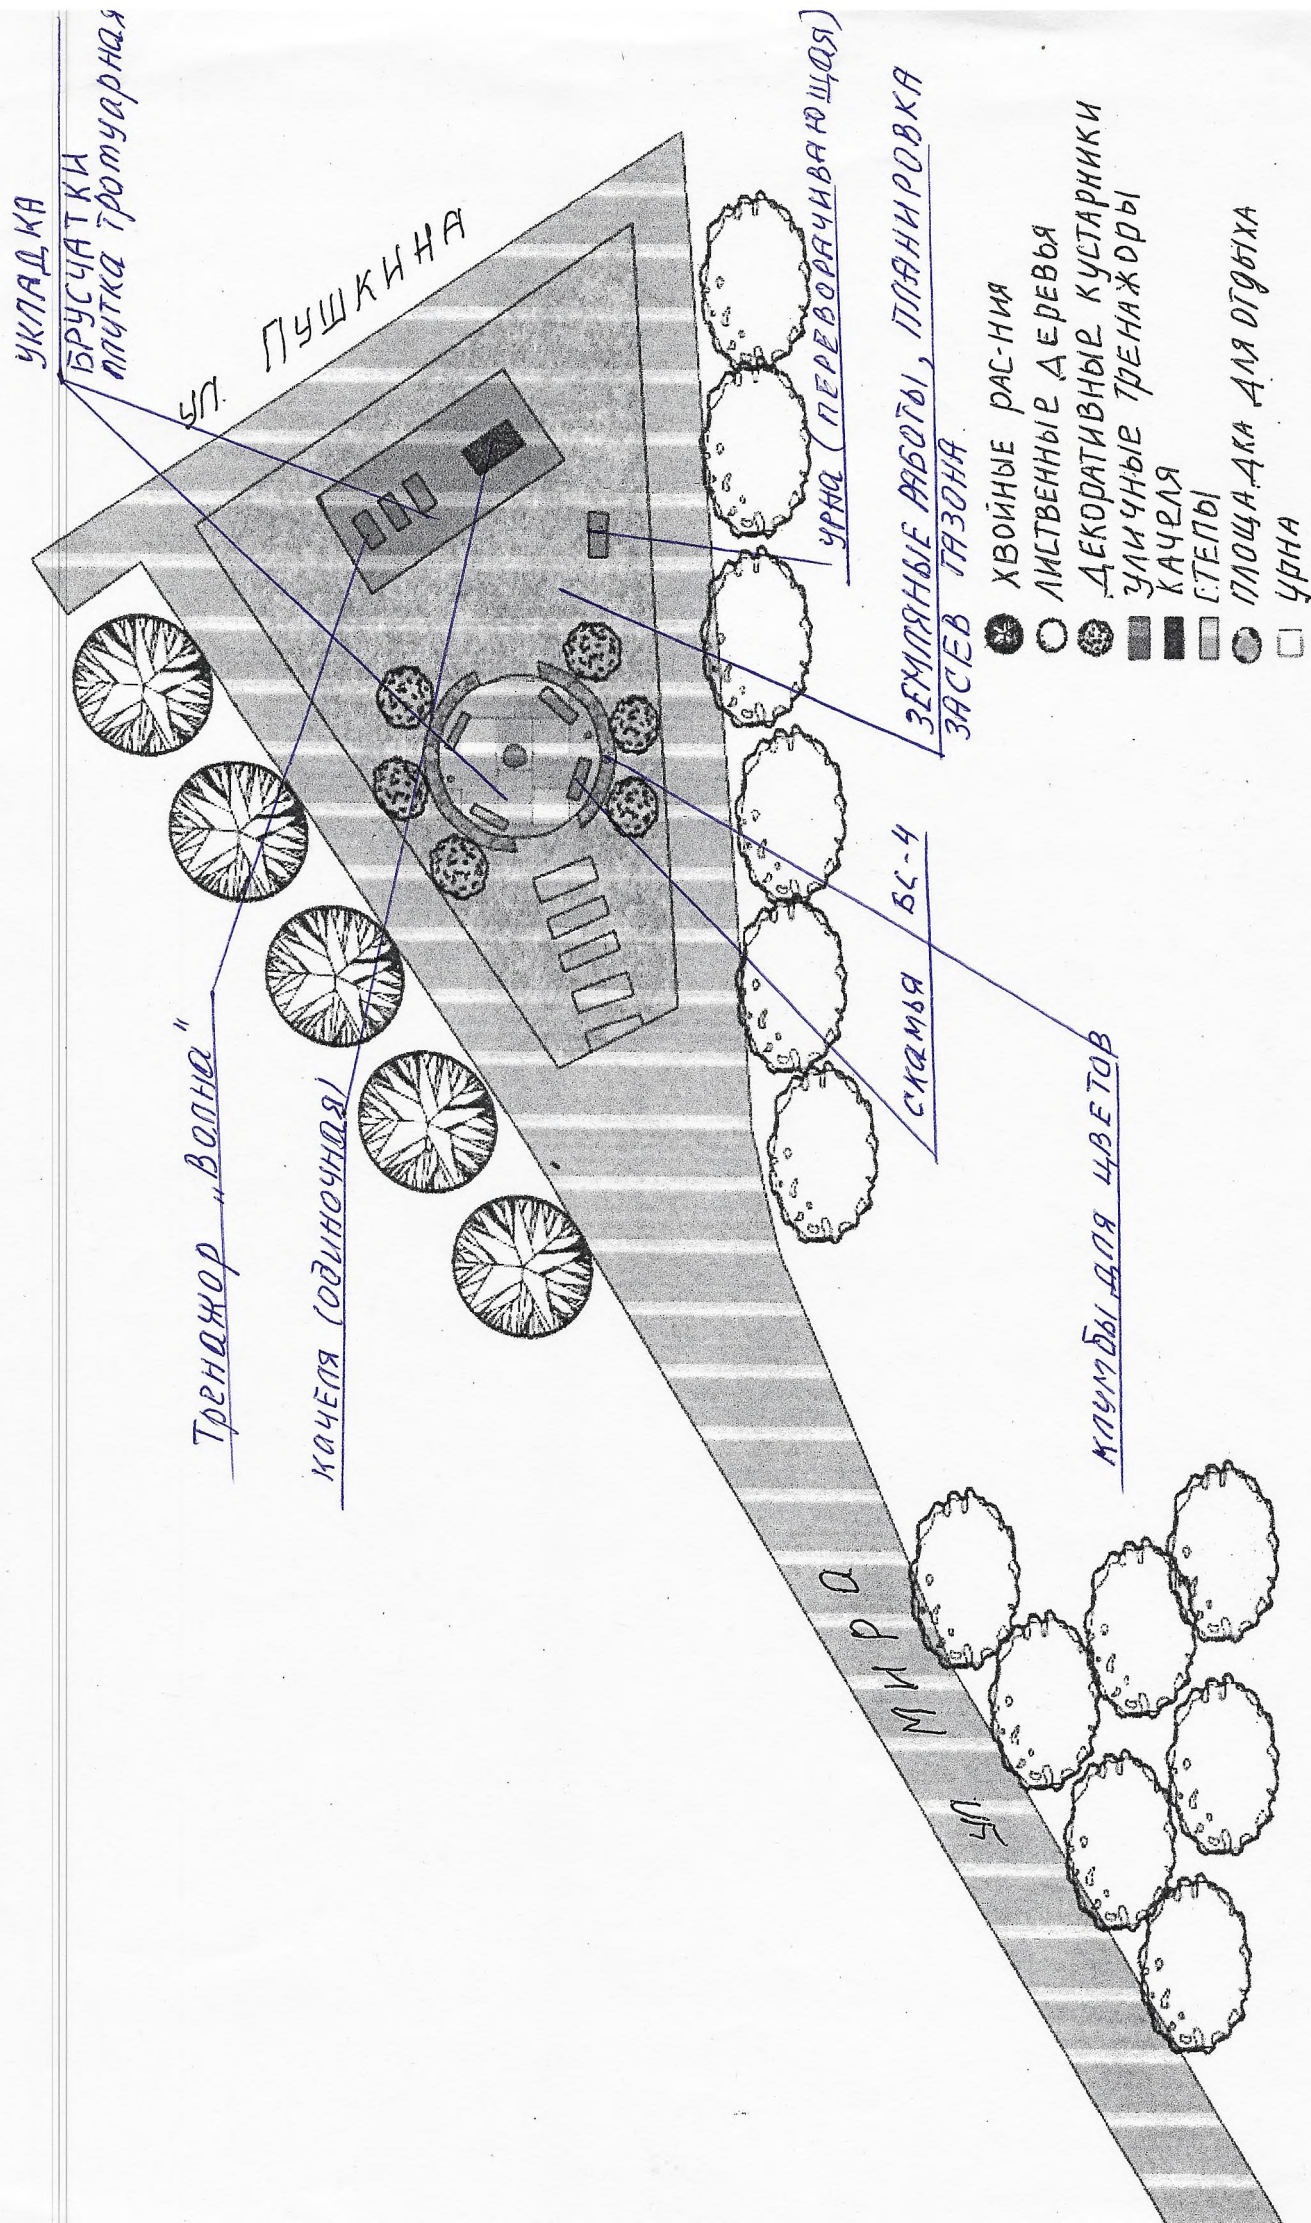 УКЛАДКА
БРУСЧАТКИ
плитка тротуарная
ул. ПУШКИНА
Тренажор „Волна"
КАЧЕЛЯ (ОДИНОЧНАЯ)
УРНА (ПЕРЕВОРАЧИВАЮЩАЯ)
ЗЕМЛЯНЫЕ РАБОТЫ, ПЛАНИРОВКА
ЗАСЕВ ГАЗОНА
СКАМЬЯ ВС-4
КЛУМБЫ ДЛЯ ЦВЕТОВ
ул. МИРА
ХВОЙНЫЕ РАС-НИЯ
ЛИСТВЕННЫЕ ДЕРЕВЬЯ
ДЕКОРАТИВНЫЕ КУСТАРНИКИ
УЛИЧНЫЕ ТРЕНАЖОРЫ
КАЧЕЛЯ
СТЕЛЫ
ПЛОЩАДКА ДЛЯ ОТДЫХА
УРНА